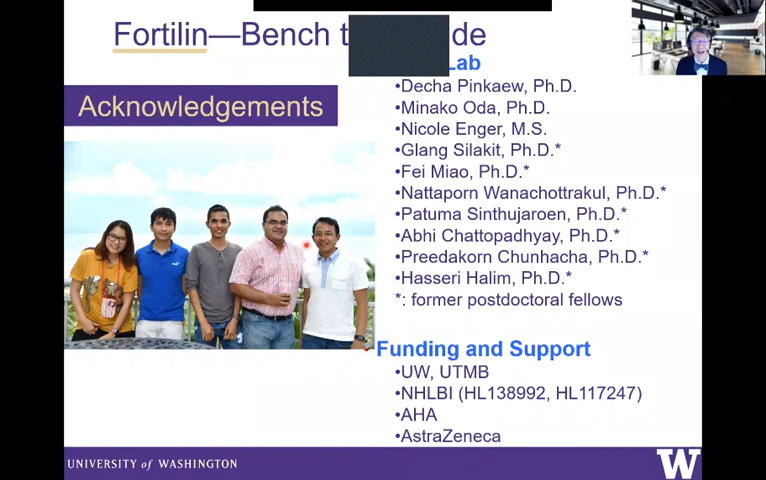 Fortilin—Bench t de
Lab
Acknowledgements
•Decha Pinkaew, Ph.D.
•Minako Oda, Ph.D.
•Nicole Enger, M.S.
•Glang Silakit, Ph.D.*
•Fei Miao, Ph.D.*
•Nattaporn Wanachottrakul, Ph.D.*
•Patuma Sinthujaroen, Ph.D.*
•Abhi Chattopadhyay, Ph.D.*
•Preedakorn Chunhacha, Ph.D.*
•Hasseri Halim, Ph.D.*
*: former postdoctoral fellows
Funding and Support
•UW, UTMB
•NHLBI (HL138992, HL117247)
•AHA
•AstraZeneca
UNIVERSITY of WASHINGTON
W